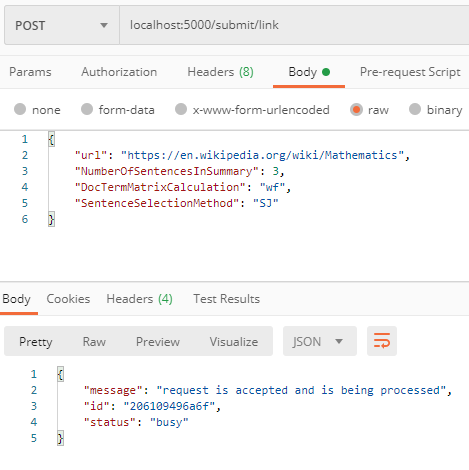 POST localhost:5000/submit/link
Params Authorization Headers (8) Body Pre-request Script
none form-data x-www-form-urlencoded raw binary
1 {
2 "url": "https://en.wikipedia.org/wiki/Mathematics",
3 "NumberOfSentencesInSummary": 3,
4 "DocTermMatrixCalculation": "wf",
5 "SentenceSelectionMethod": "SJ"
6 }
Body Cookies Headers (4) Test Results
Pretty Raw Preview Visualize JSON
1 {
2 "message": "request is accepted and is being processed",
3 "id": "206109496a6f",
4 "status": "busy"
5 }